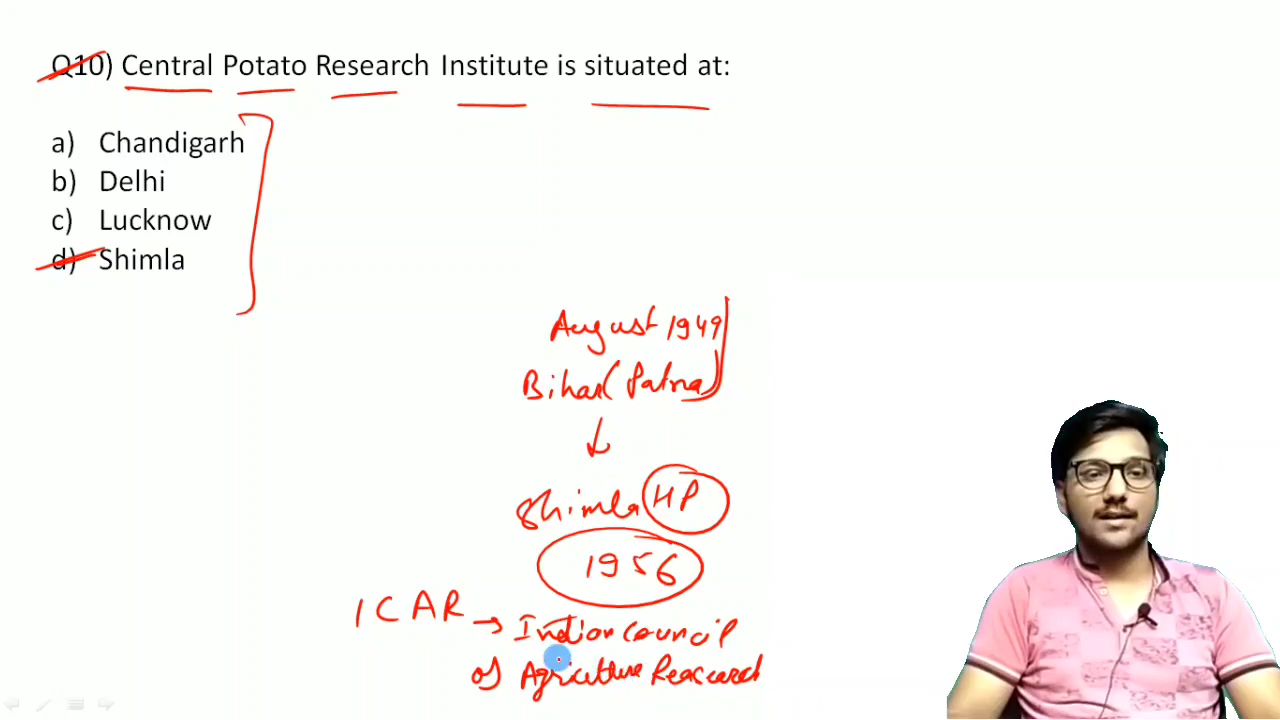 Q10) Central Potato Research Institute is situated at:
a) Chandigarh
b) Delhi
c) Lucknow
d) Shimla
August 1949
Bihar (Patna)
Shimla HP
1956
ICAR → Indian Council
of Agriculture Reasearch